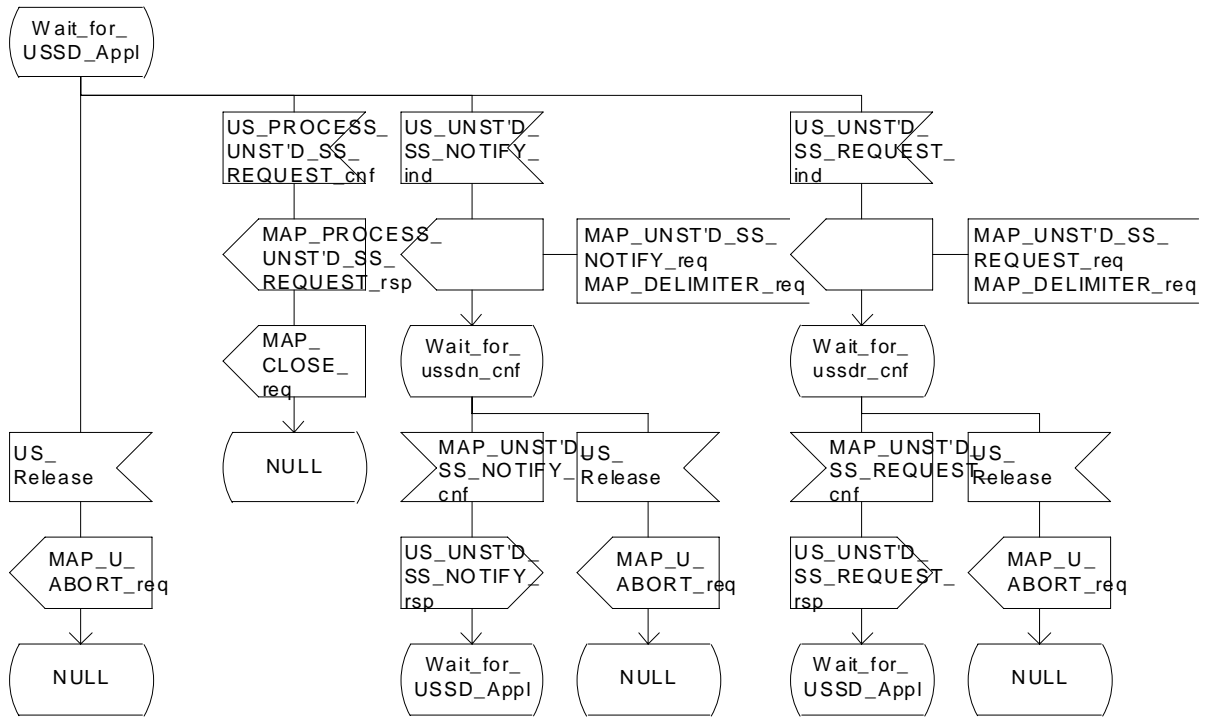 Wait_for_
USSD_Appl
US_PROCESS_
UNST'D_SS_
REQUEST_cnf
US_UNST'D_
SS_NOTIFY_
ind
US_UNST'D_
SS_REQUEST_
ind
MAP_PROCESS_
UNST'D_SS_
REQUEST_rsp
MAP_UNST'D_SS_
NOTIFY_req
MAP_DELIMITER_req
MAP_UNST'D_SS_
REQUEST_req
MAP_DELIMITER_req
MAP_
CLOSE_
req
Wait_for_
ussdn_cnf
Wait_for_
ussdr_cnf
US_
Release
NULL
MAP_UNST'D_
SS_NOTIFY_
cnf
US_
Release
MAP_UNST'D_
SS_REQUEST_
cnf
US_
Release
MAP_U_
ABORT_req
US_UNST'D_
SS_NOTIFY_
rsp
MAP_U_
ABORT_req
US_UNST'D_
SS_REQUEST_
rsp
MAP_U_
ABORT_req
NULL
Wait_for_
USSD_Appl
NULL
Wait_for_
USSD_Appl
NULL